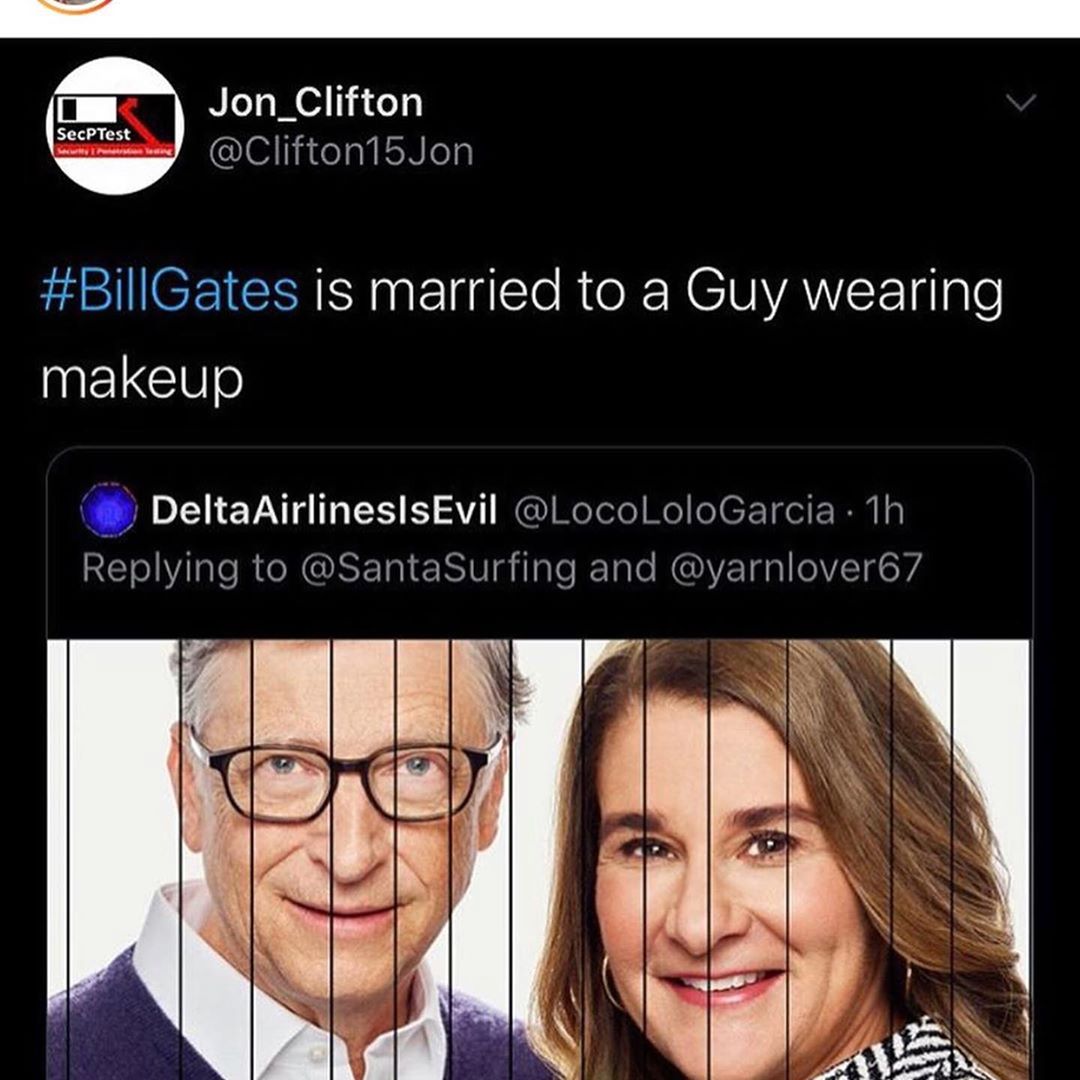 Jon_Clifton
@Clifton15Jon
SecPTest
Security | Penetration Testing
#BillGates is married to a Guy wearing
makeup
DeltaAirlinesIsEvil @LocoLoloGarcia · 1h
Replying to @SantaSurfing and @yarnlover67